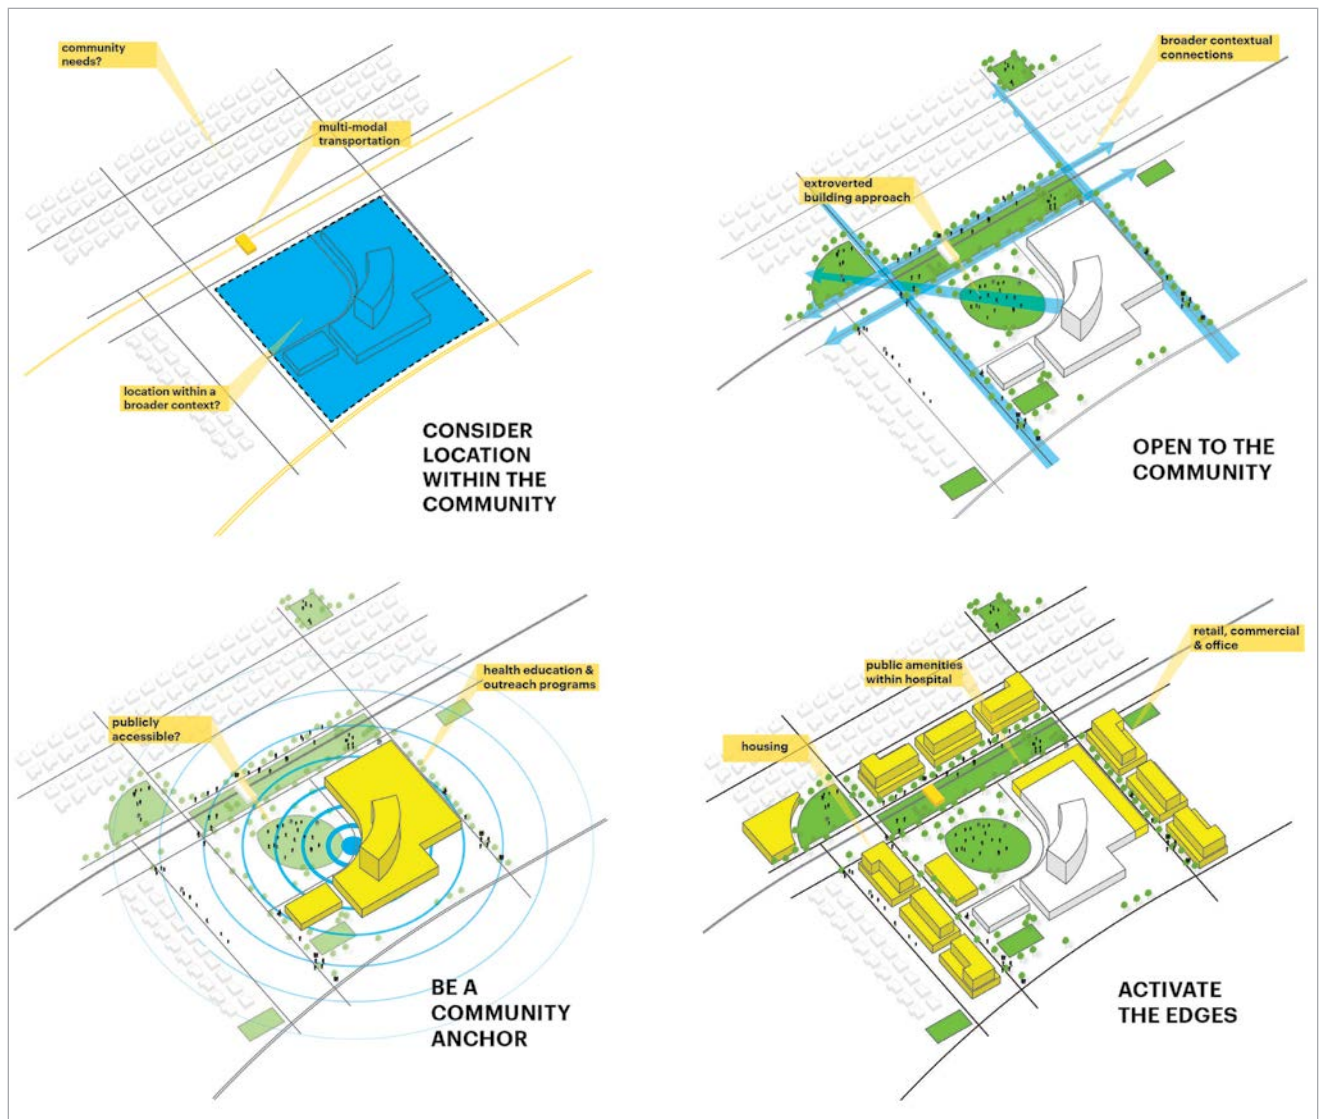 community
needs?
multi-modal
transportation
location within a
broader context?
CONSIDER
LOCATION
WITHIN THE
COMMUNITY
broader contextual
connections
extroverted
building approach
OPEN TO THE
COMMUNITY
health education &
outreach programs
publicly
accessible?
BE A
COMMUNITY
ANCHOR
retail, commercial
& office
public amenities
within hospital
housing
ACTIVATE
THE EDGES